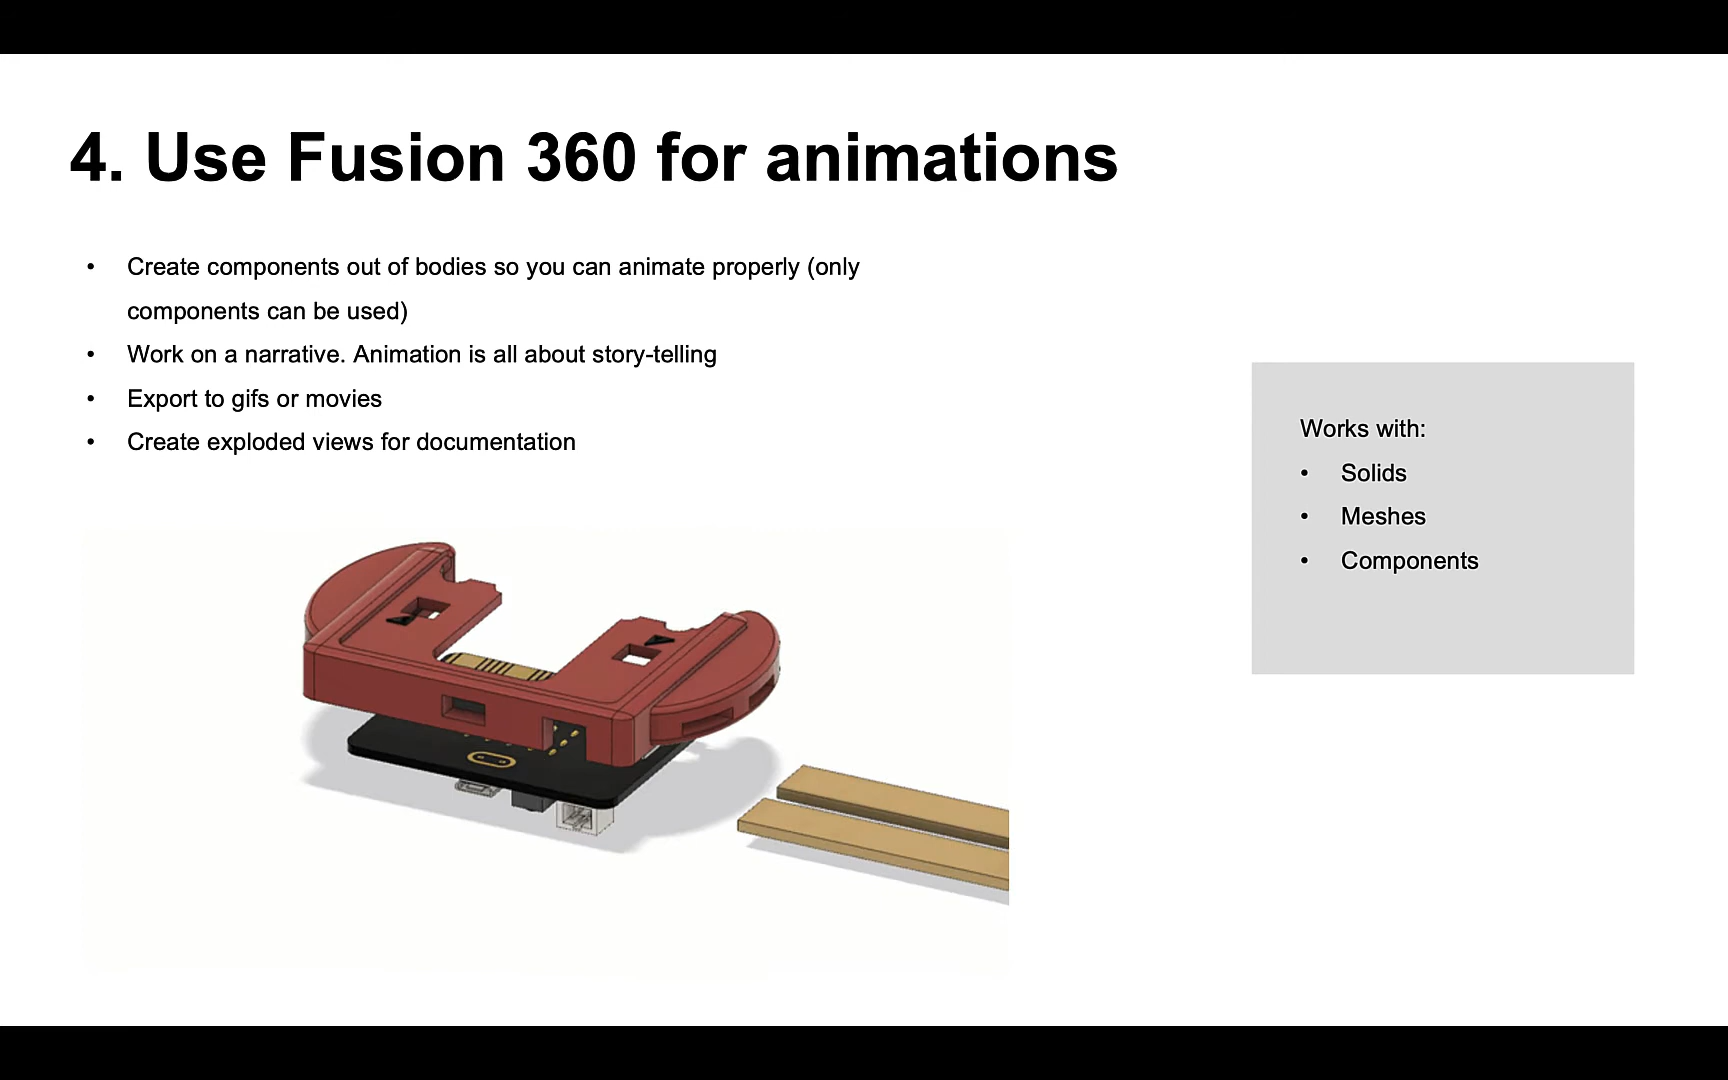 4. Use Fusion 360 for animations
• Create components out of bodies so you can animate properly (only
components can be used)
• Work on a narrative. Animation is all about story-telling
• Export to gifs or movies
• Create exploded views for documentation
Works with:
• Solids
• Meshes
• Components